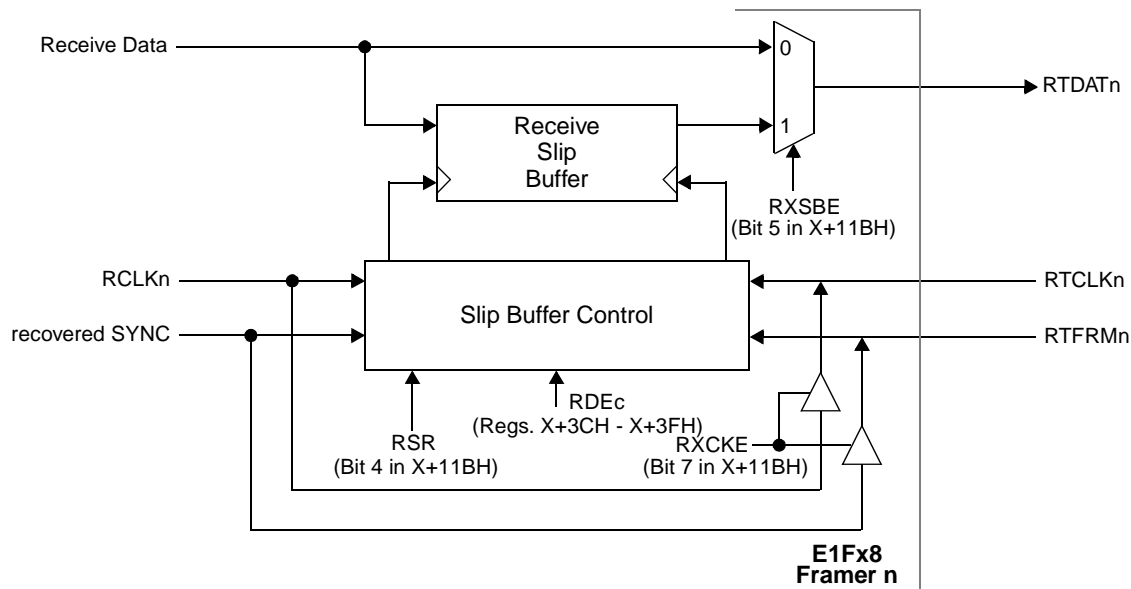 Receive Data
0
RTDATn
Receive
Slip
Buffer
1
RXSBE
(Bit 5 in X+11BH)
RCLKn
RTCLKn
Slip Buffer Control
recovered SYNC
RTFRMn
RDEc
(Regs. X+3CH - X+3FH)
RSR
(Bit 4 in X+11BH)
RXCKE
(Bit 7 in X+11BH)
E1Fx8
Framer n